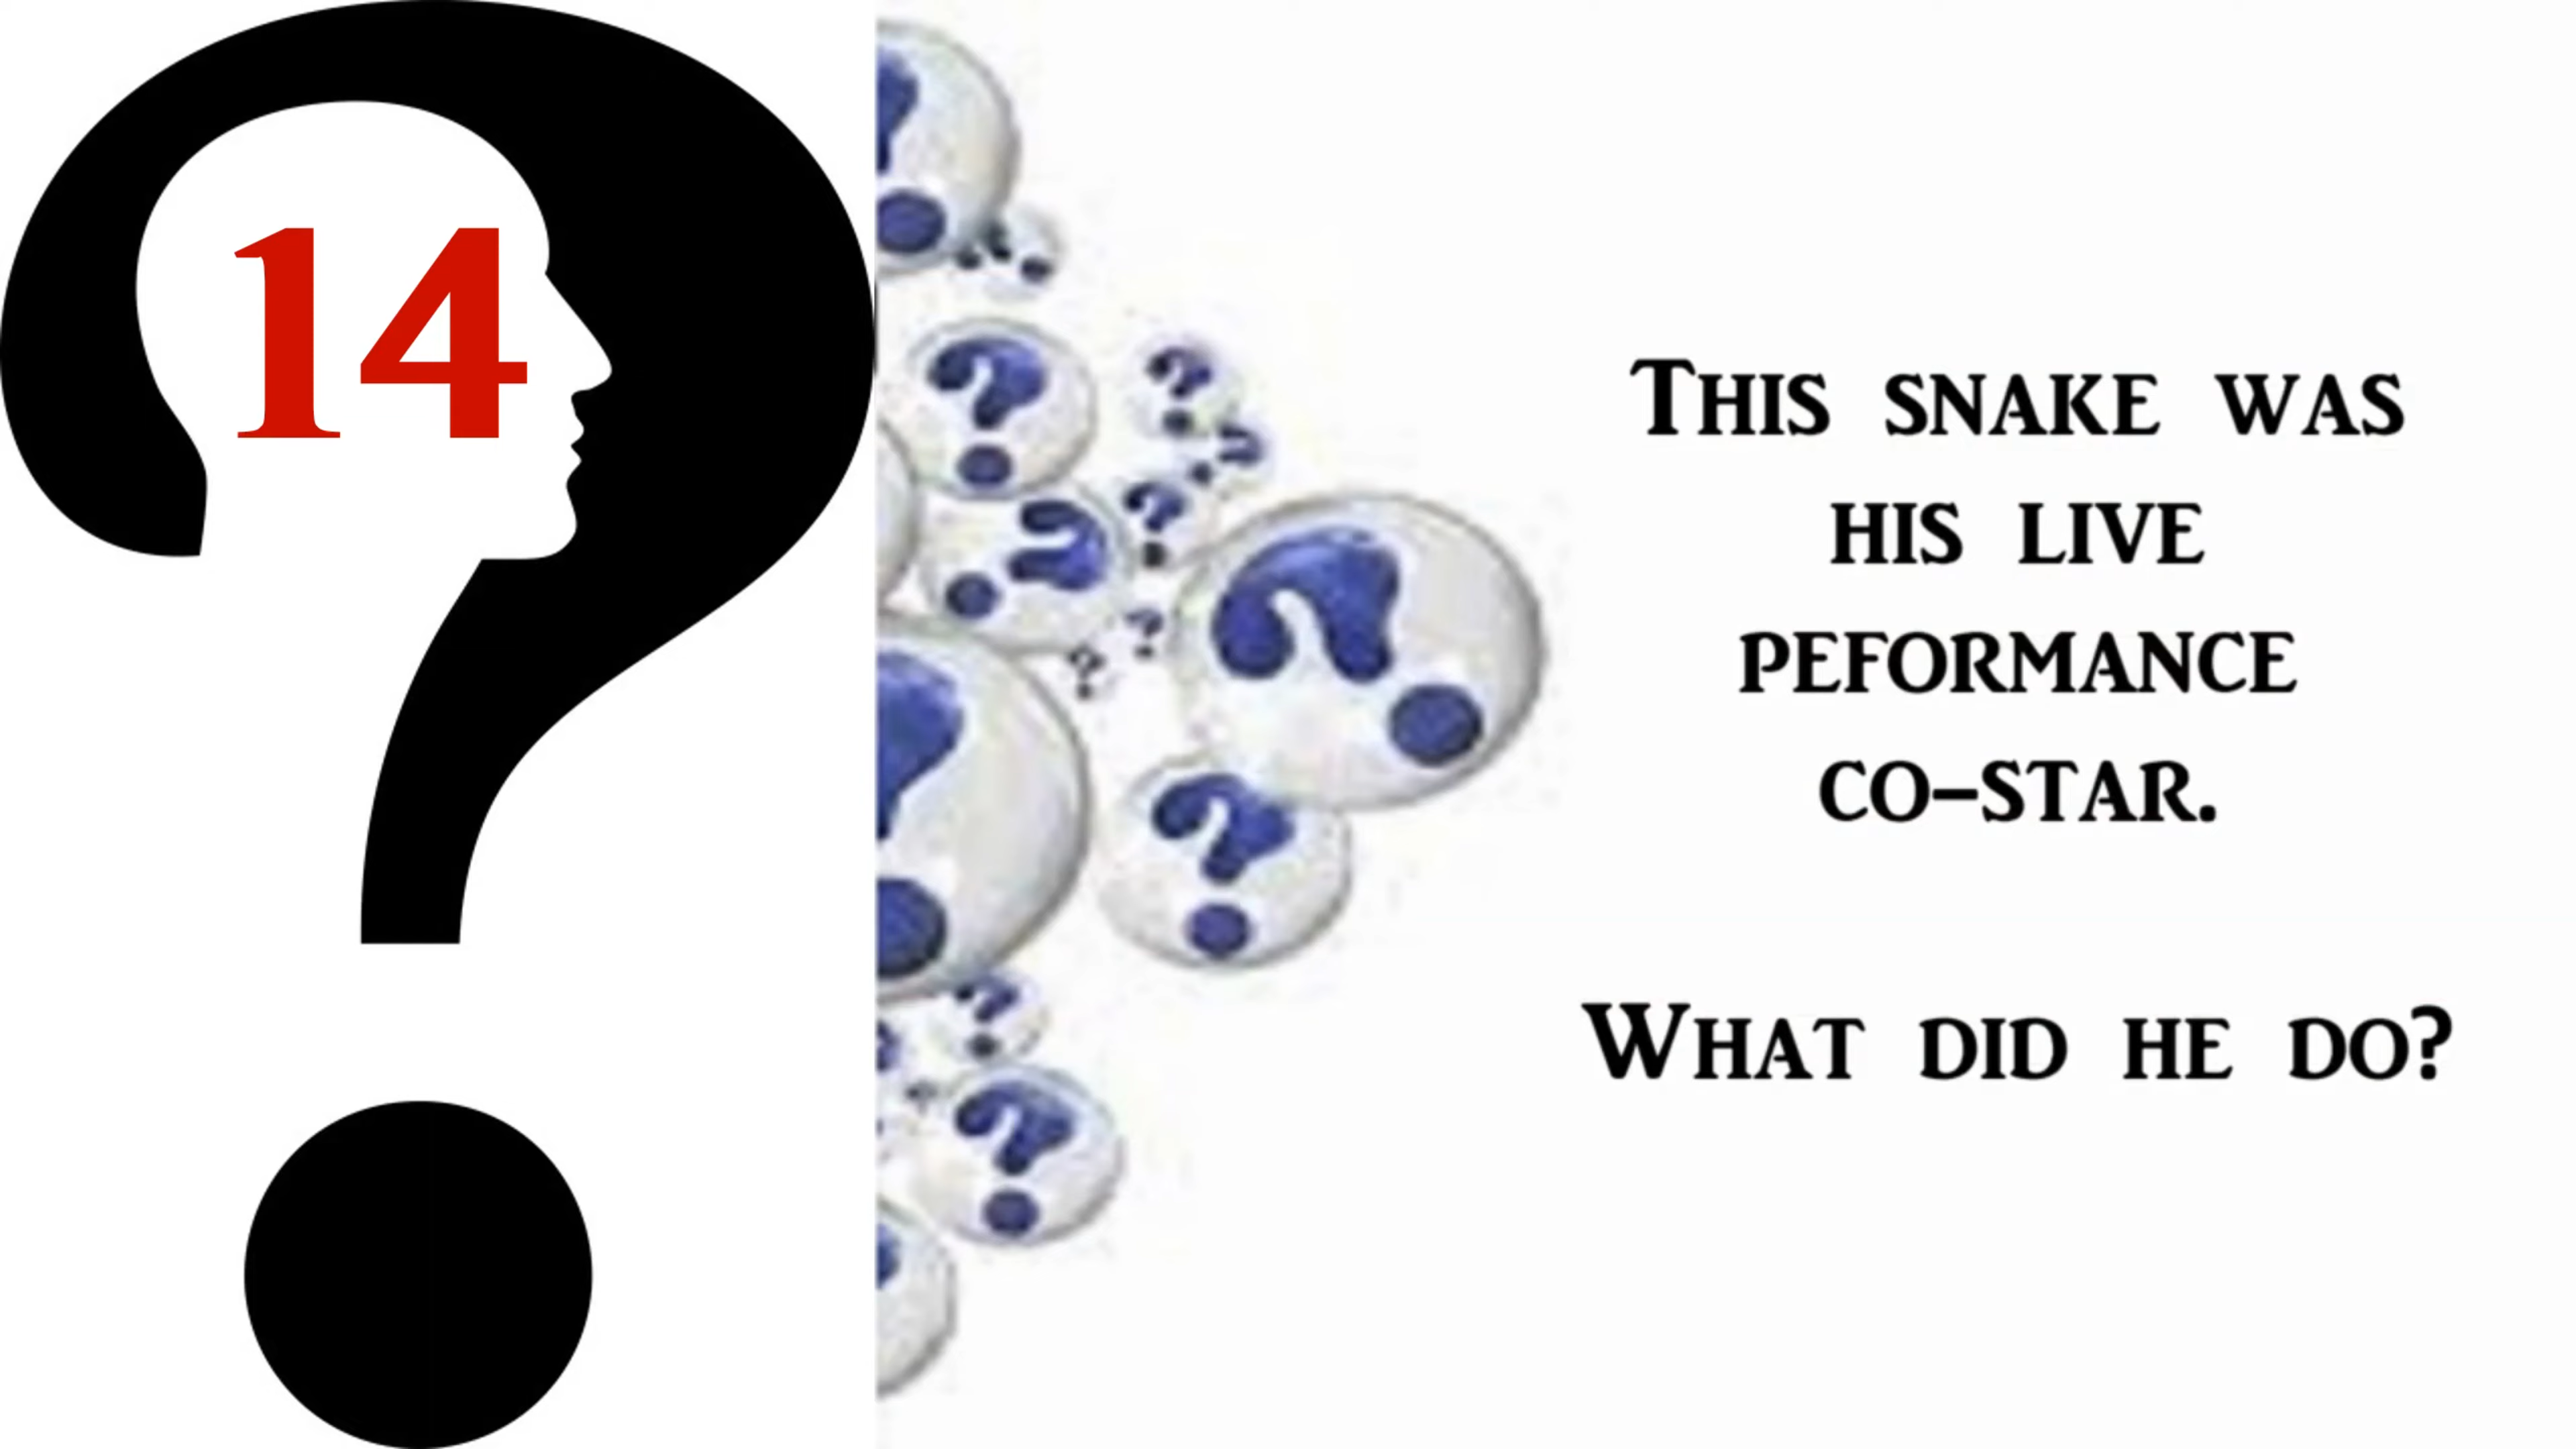 14
This snake was
his live
peformance
co-star.
What did he do?